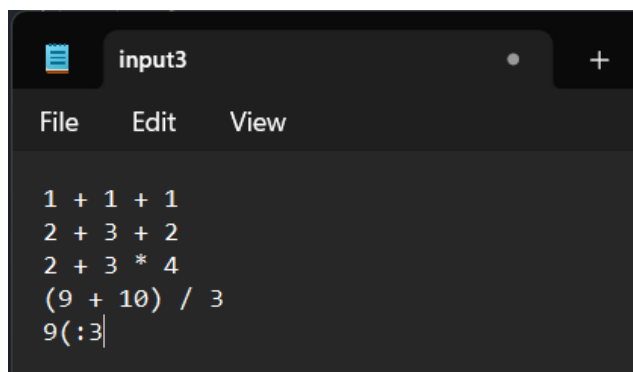 input3
File Edit View
1 + 1 + 1
2 + 3 + 2
2 + 3 * 4
(9 + 10) / 3
9(:3